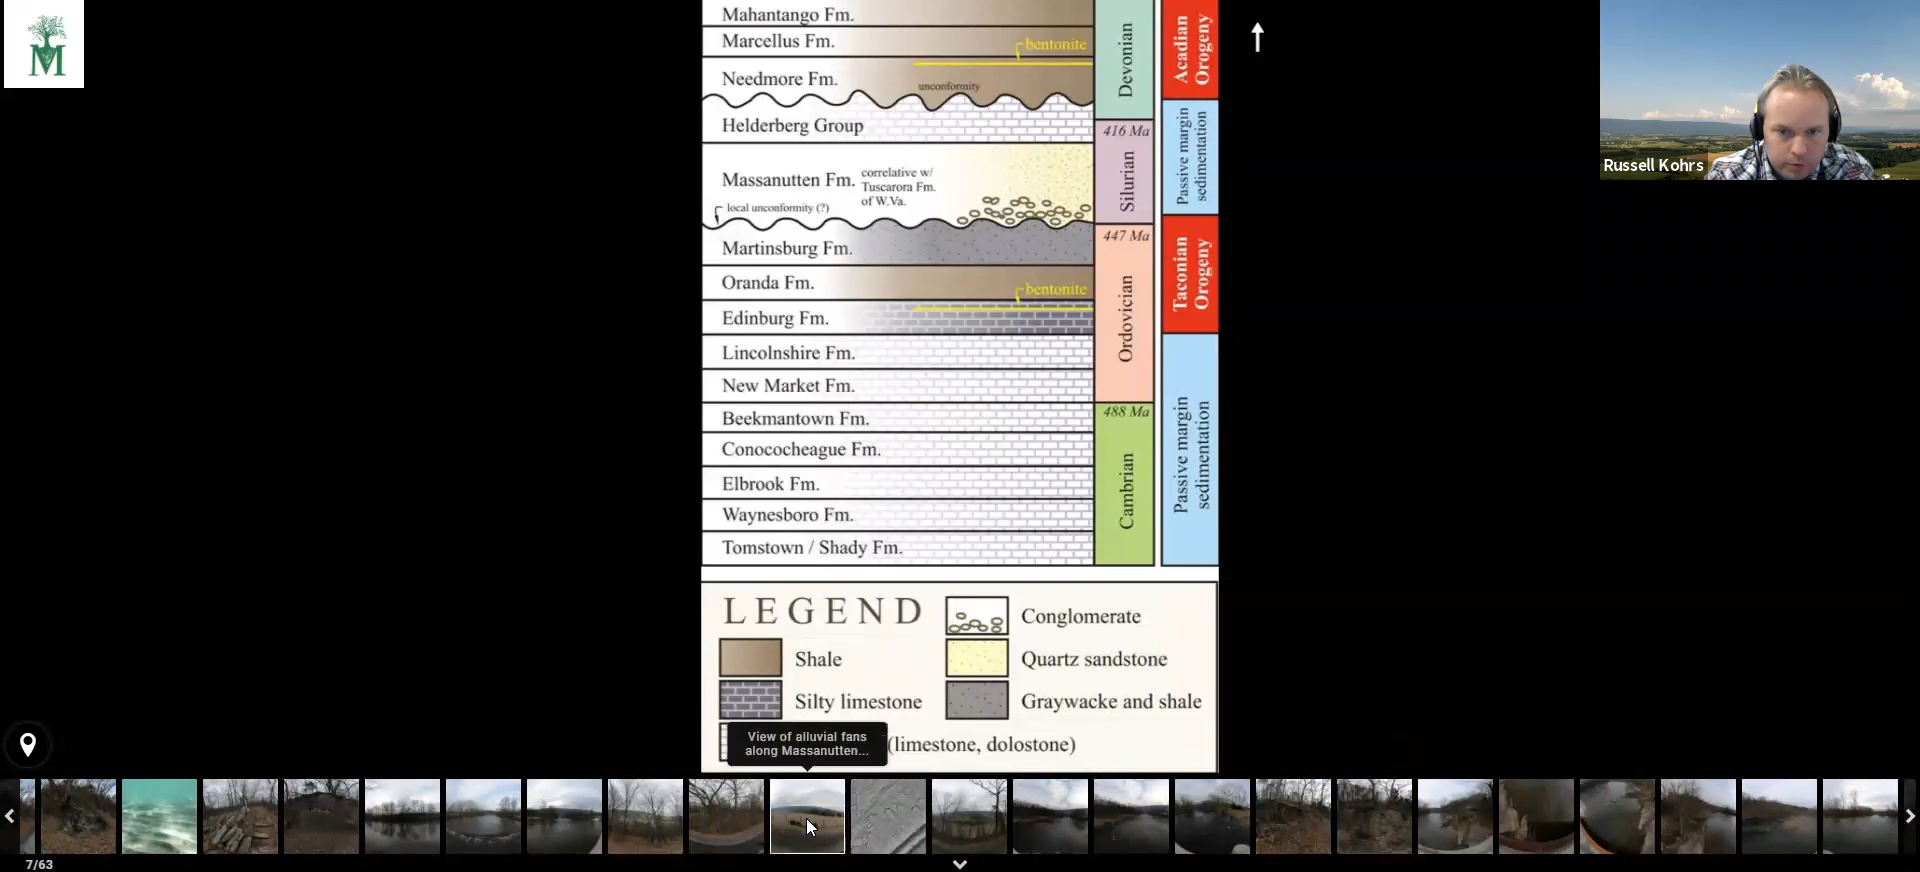 M
Mahantango Fm.
Marcellus Fm.
bentonite
Needmore Fm.
unconformity
Helderberg Group
Massanutten Fm.
correlative w/
Tuscarora Fm.
of W.Va.
local unconformity (?)
Martinsburg Fm.
Oranda Fm.
bentonite
Edinburg Fm.
Lincolnshire Fm.
New Market Fm.
Beekmantown Fm.
Conococheague Fm.
Elbrook Fm.
Waynesboro Fm.
Tomstown / Shady Fm.
Devonian
416 Ma
Silurian
447 Ma
Ordovician
488 Ma
Cambrian
Acadian
Orogeny
Passive margin
sedimentation
Taconian
Orogeny
Passive margin
sedimentation
Russell Kohrs
LEGEND
Shale
Silty limestone
(limestone, dolostone)
Conglomerate
Quartz sandstone
Graywacke and shale
View of alluvial fans
along Massanutten...
7/63